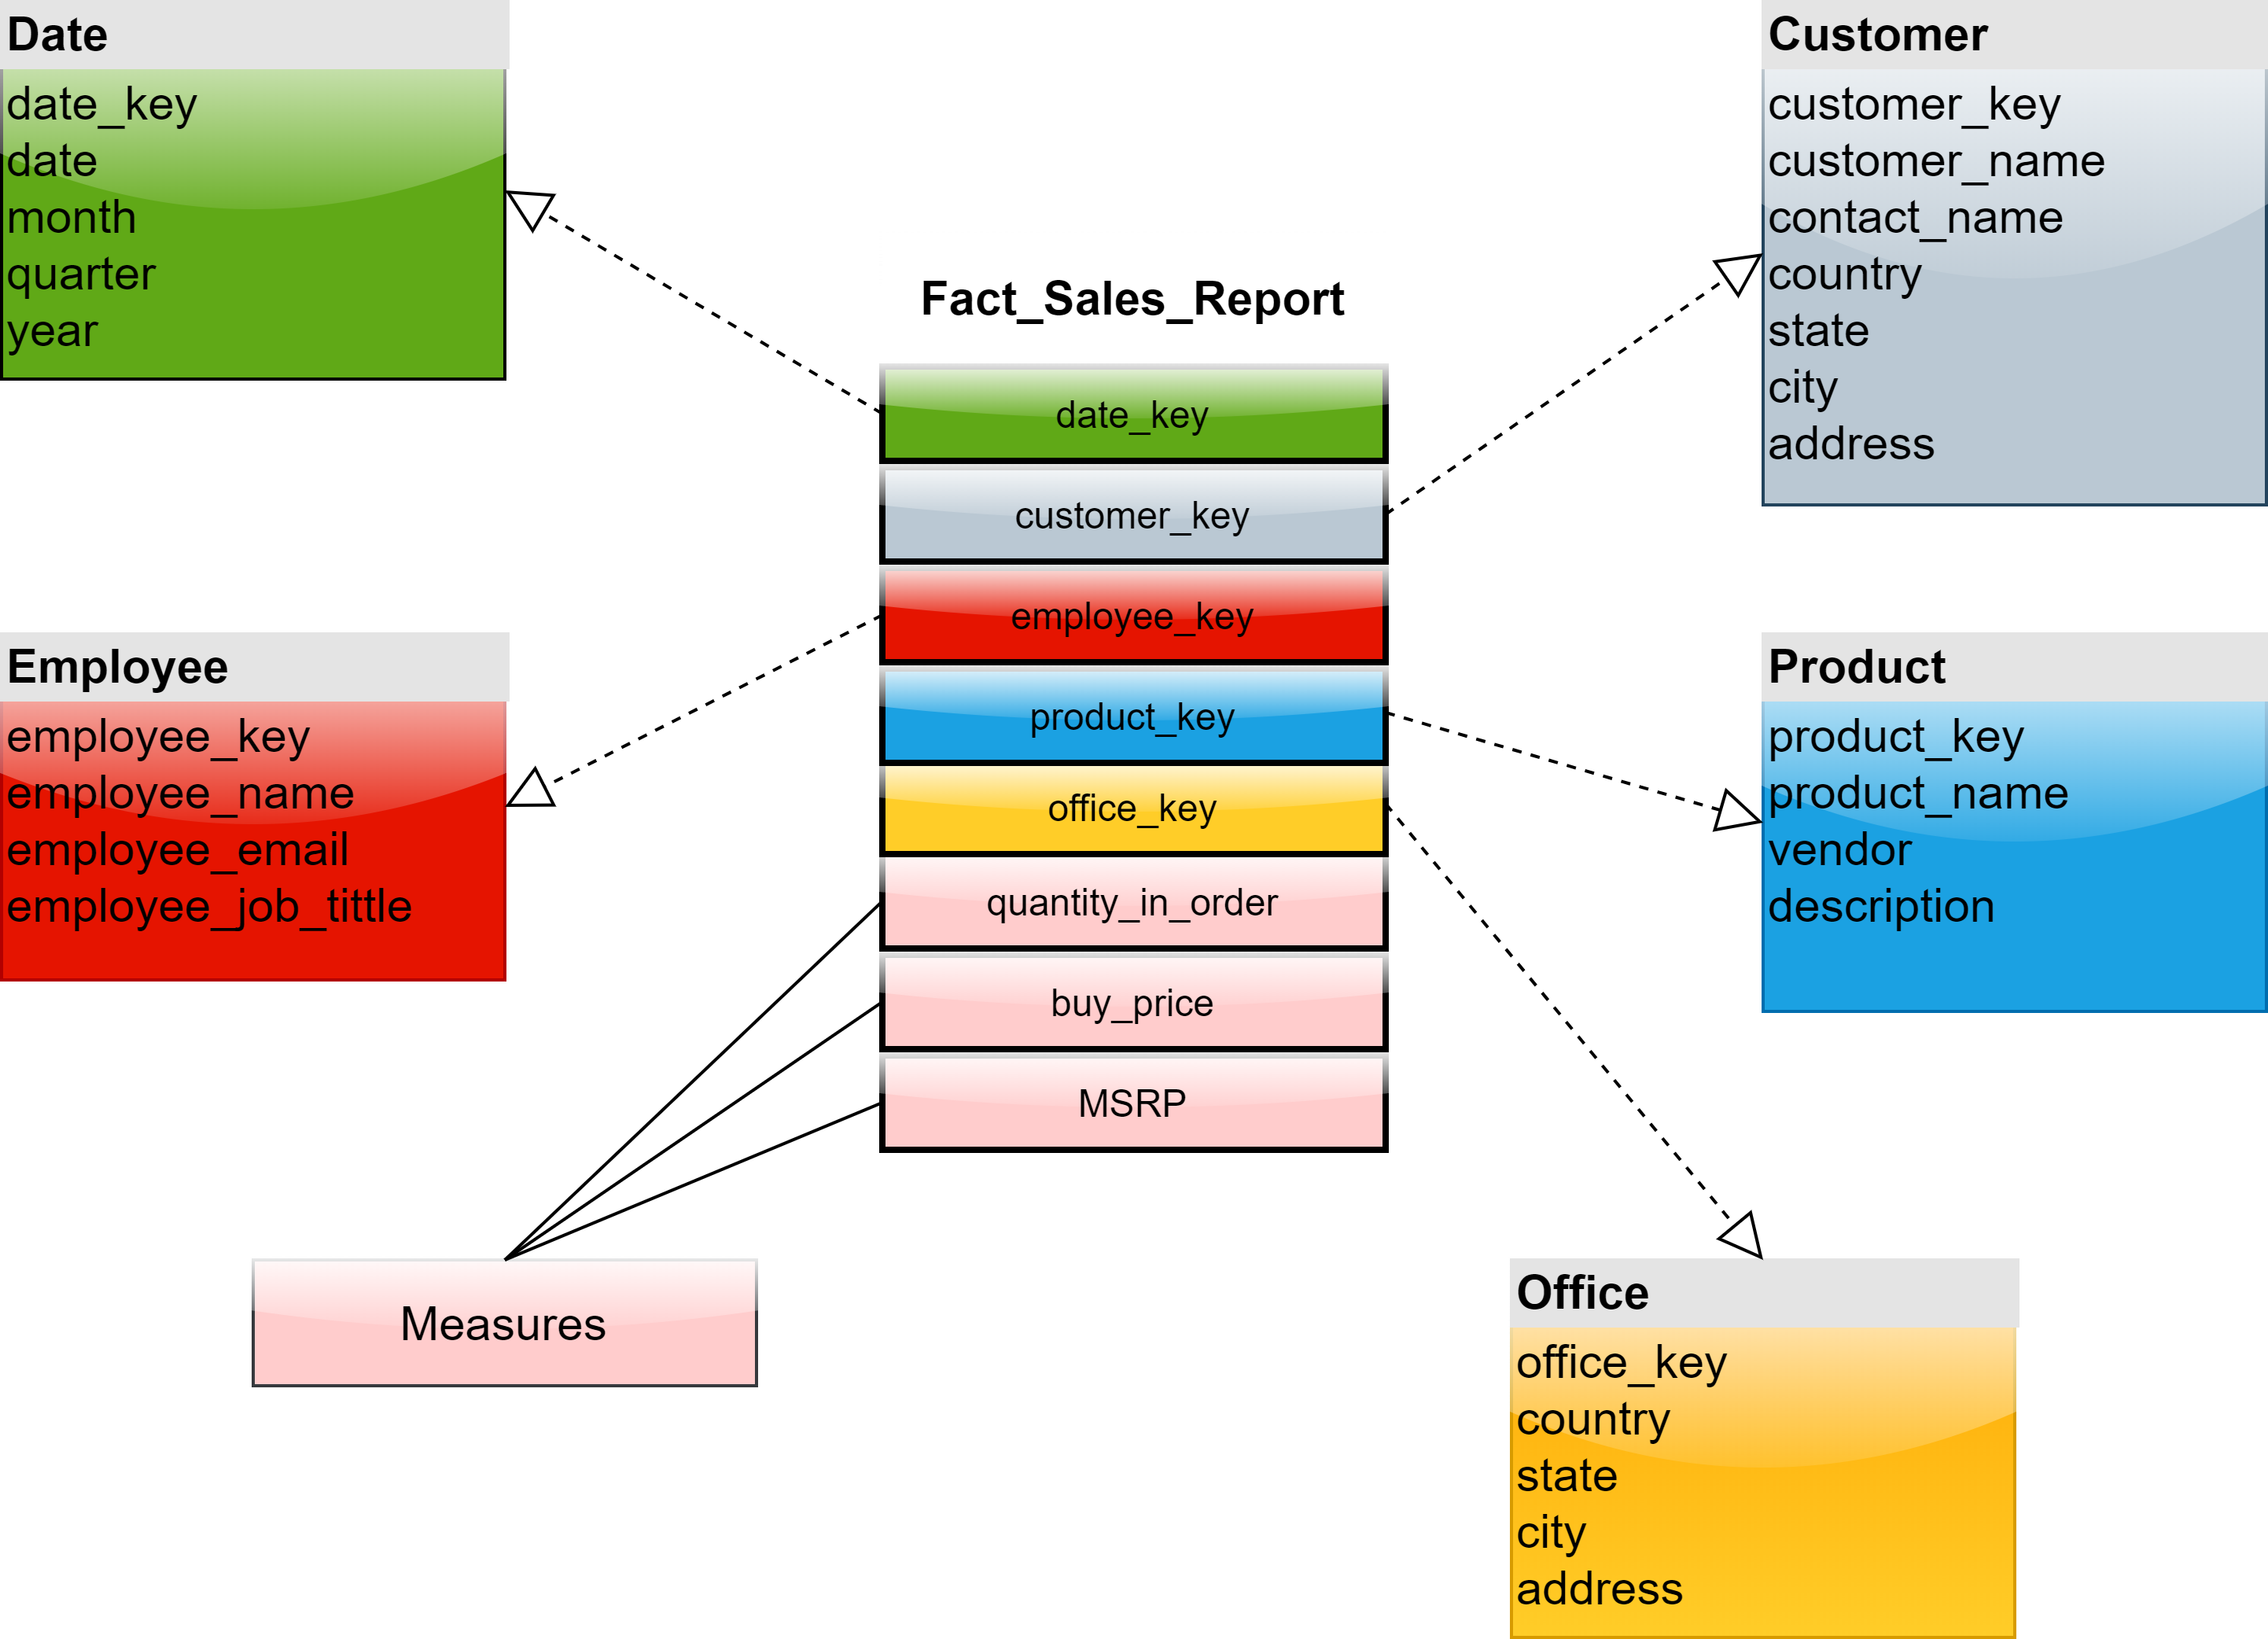 Date
date_key
date
month
quarter
year
Customer
customer_key
customer_name
contact_name
country
state
city
address
Fact_Sales_Report
date_key
customer_key
employee_key
product_key
office_key
quantity_in_order
buy_price
MSRP
Employee
employee_key
employee_name
employee_email
employee_job_tittle
Product
product_key
product_name
vendor
description
Measures
Office
office_key
country
state
city
address